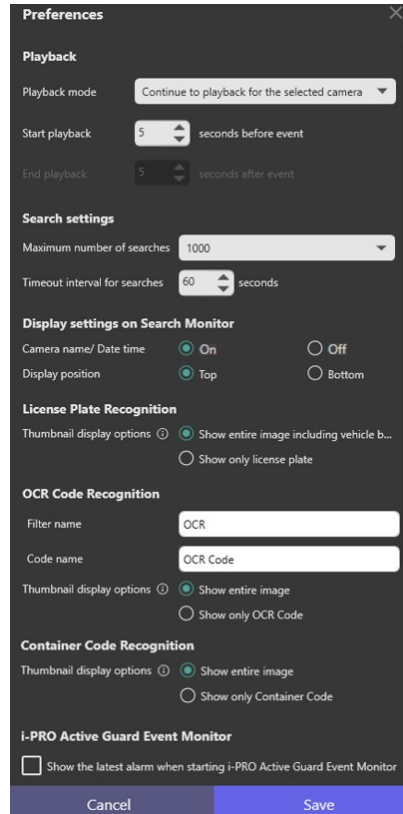 Preferences
Playback
Playback mode Continue to playback for the selected camera
Start playback 5 seconds before event
End playback 5 seconds after event
Search settings
Maximum number of searches 1000
Timeout interval for searches 60 seconds
Display settings on Search Monitor
Camera name/ Date time On Off
Display position Top Bottom
License Plate Recognition
Thumbnail display options Show entire image including vehicle b...
Show only license plate
OCR Code Recognition
Filter name OCR
Code name OCR Code
Thumbnail display options Show entire image
Show only OCR Code
Container Code Recognition
Thumbnail display options Show entire image
Show only Container Code
i-PRO Active Guard Event Monitor
Show the latest alarm when starting i-PRO Active Guard Event Monitor
Cancel Save